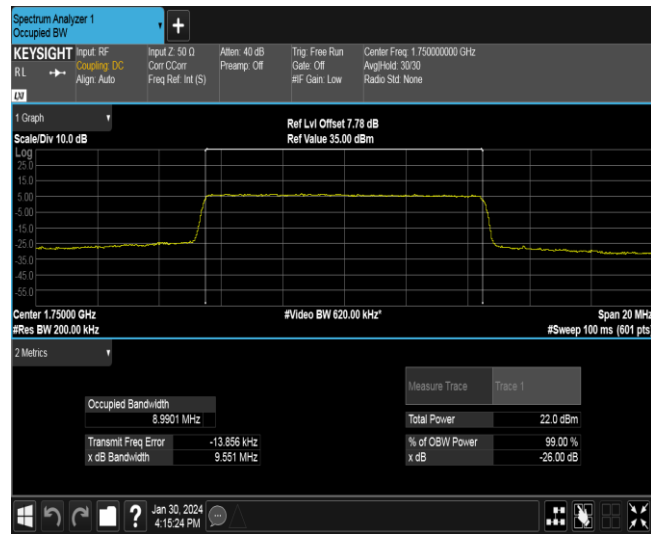 Spectrum Analyzer 1
Occupied BW
+
KEYSIGHT
R L
LXI
Input: RF
Coupling: DC
Align: Auto
Input Z: 50 Ω
Corr CCorr
Freq Ref: Int (S)
Atten: 40 dB
Preamp: Off
Trig: Free Run
Gate: Off
#IF Gain: Low
Center Freq: 1.750000000 GHz
Avg|Hold: 30/30
Radio Std: None
1 Graph
Scale/Div 10.0 dB
Ref Lvl Offset 7.78 dB
Ref Value 35.00 dBm
Log
25.0
15.0
5.00
-5.00
-15.0
-25.0
-35.0
-45.0
-55.0
Center 1.75000 GHz
#Video BW 620.00 kHz*
Span 20 MHz
#Res BW 200.00 kHz
#Sweep 100 ms (601 pts)
2 Metrics
Measure Trace
Trace 1
Occupied Bandwidth
8.9901 MHz
Total Power
22.0 dBm
Transmit Freq Error
-13.856 kHz
% of OBW Power
99.00 %
x dB Bandwidth
9.551 MHz
x dB
-26.00 dB
?
Jan 30, 2024
4:15:24 PM